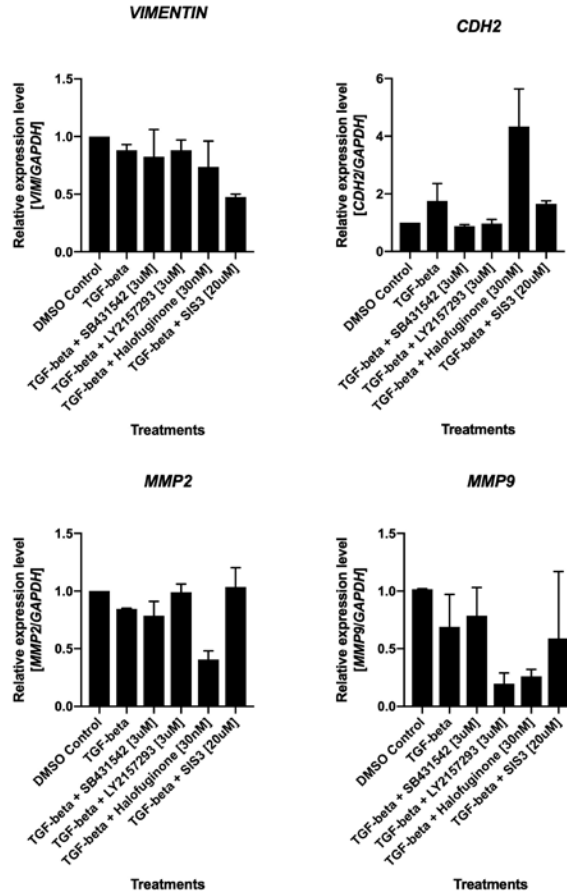 VIMENTIN
Relative expression level
[VIM/GAPDH]
1.5
1.0
0.5
0.0
DMSO Control
TGF-beta
TGF-beta + SB431542 [3uM]
TGF-beta + LY2157293 [3uM]
TGF-beta + Halofuginone [30nM]
TGF-beta + SIS3 [20uM]
Treatments
CDH2
Relative expression level
[CDH2/GAPDH]
6
4
2
0
DMSO Control
TGF-beta
TGF-beta + SB431542 [3uM]
TGF-beta + LY2157293 [3uM]
TGF-beta + Halofuginone [30nM]
TGF-beta + SIS3 [20uM]
Treatments
MMP2
Relative expression level
[MMP2/GAPDH]
1.5
1.0
0.5
0.0
DMSO Control
TGF-beta
TGF-beta + SB431542 [3uM]
TGF-beta + LY2157293 [3uM]
TGF-beta + Halofuginone [30nM]
TGF-beta + SIS3 [20uM]
Treatments
MMP9
Relative expression level
[MMP9/GAPDH]
1.5
1.0
0.5
0.0
DMSO Control
TGF-beta
TGF-beta + SB431542 [3uM]
TGF-beta + LY2157293 [3uM]
TGF-beta + Halofuginone [30nM]
TGF-beta + SIS3 [20uM]
Treatments